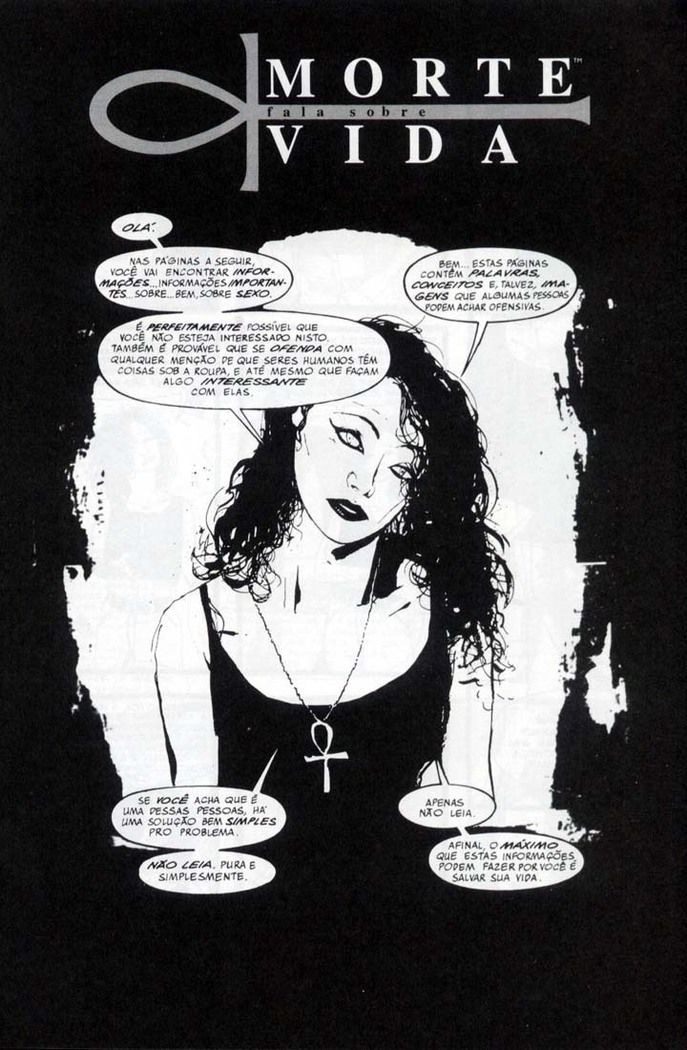 MORTE™
fala sobre
VIDA
OLÁ.
NAS PÁGINAS A SEGUIR,
VOCÊ VAI ENCONTRAR INFOR-
MAÇÕES...INFORMAÇÕES IMPORTAN-
TES...SOBRE...BEM, SOBRE SEXO.
BEM... ESTAS PÁGINAS
CONTÊM PALAVRAS,
CONCEITOS E, TALVEZ, IMA-
GENS QUE ALGUMAS PESSOAS
PODEM ACHAR OFENSIVAS.
É PERFEITAMENTE POSSÍVEL QUE
VOCÊ NÃO ESTEJA INTERESSADO NISTO.
TAMBÉM É PROVÁVEL QUE SE OFENDA COM
QUALQUER MENÇÃO DE QUE SERES HUMANOS TÊM
COISAS SOB A ROUPA, E ATÉ MESMO QUE FAÇAM
ALGO INTERESSANTE
COM ELAS.
SE VOCÊ ACHA QUE É
UMA DESSAS PESSOAS, HÁ
UMA SOLUÇÃO BEM SIMPLES
PRO PROBLEMA.
NÃO LEIA. PURA E
SIMPLESMENTE.
APENAS
NÃO LEIA.
AFINAL, O MÁXIMO
QUE ESTAS INFORMAÇÕES
PODEM FAZER POR VOCÊ É
SALVAR SUA VIDA.